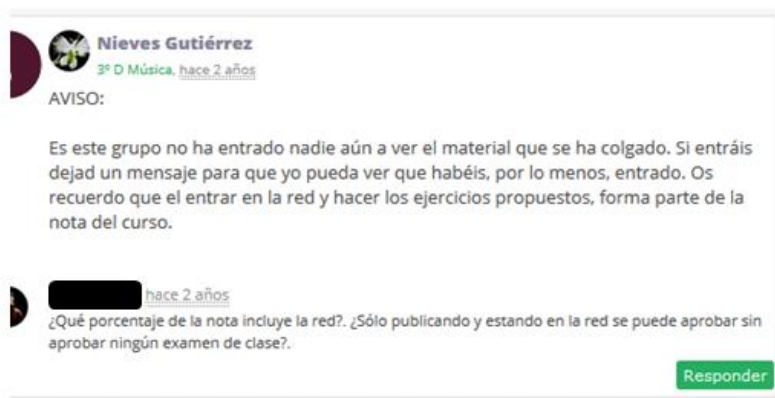 Nieves Gutiérrez
3º D Música, hace 2 años
AVISO:
Es este grupo no ha entrado nadie aún a ver el material que se ha colgado. Si entráis
dejad un mensaje para que yo pueda ver que habéis, por lo menos, entrado. Os
recuerdo que el entrar en la red y hacer los ejercicios propuestos, forma parte de la
nota del curso.
hace 2 años
¿Qué porcentaje de la nota incluye la red?. ¿Sólo publicando y estando en la red se puede aprobar sin
aprobar ningún examen de clase?.
Responder